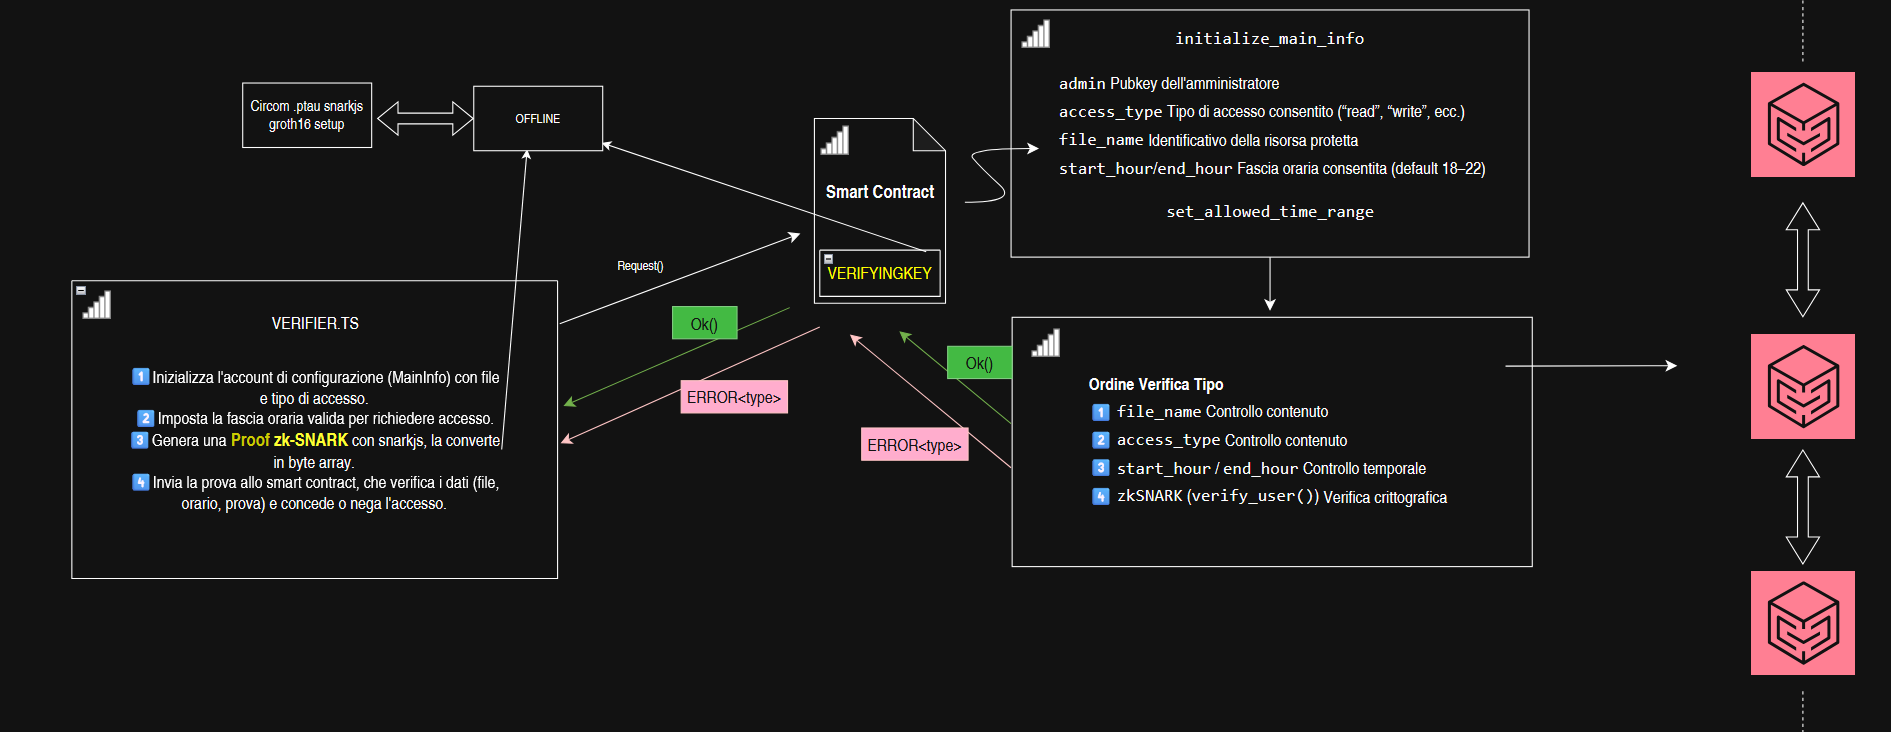 Circom .ptau snarkjs
groth16 setup
OFFLINE
Smart Contract
VERIFYINGKEY
initialize_main_info
admin Pubkey dell'amministratore
access_type Tipo di accesso consentito (“read”, “write”, ecc.)
file_name Identificativo della risorsa protetta
start_hour/end_hour Fascia oraria consentita (default 18–22)
set_allowed_time_range
Request()
VERIFIER.TS
1 Inizializza l'account di configurazione (MainInfo) con file
e tipo di accesso.
2 Imposta la fascia oraria valida per richiedere accesso.
3 Genera una Proof zk-SNARK con snarkjs, la converte
in byte array.
4 Invia la prova allo smart contract, che verifica i dati (file,
orario, prova) e concede o nega l'accesso.
Ok()
ERROR<type>
Ok()
ERROR<type>
Ordine Verifica Tipo
1 file_name Controllo contenuto
2 access_type Controllo contenuto
3 start_hour / end_hour Controllo temporale
4 zkSNARK (verify_user()) Verifica crittografica